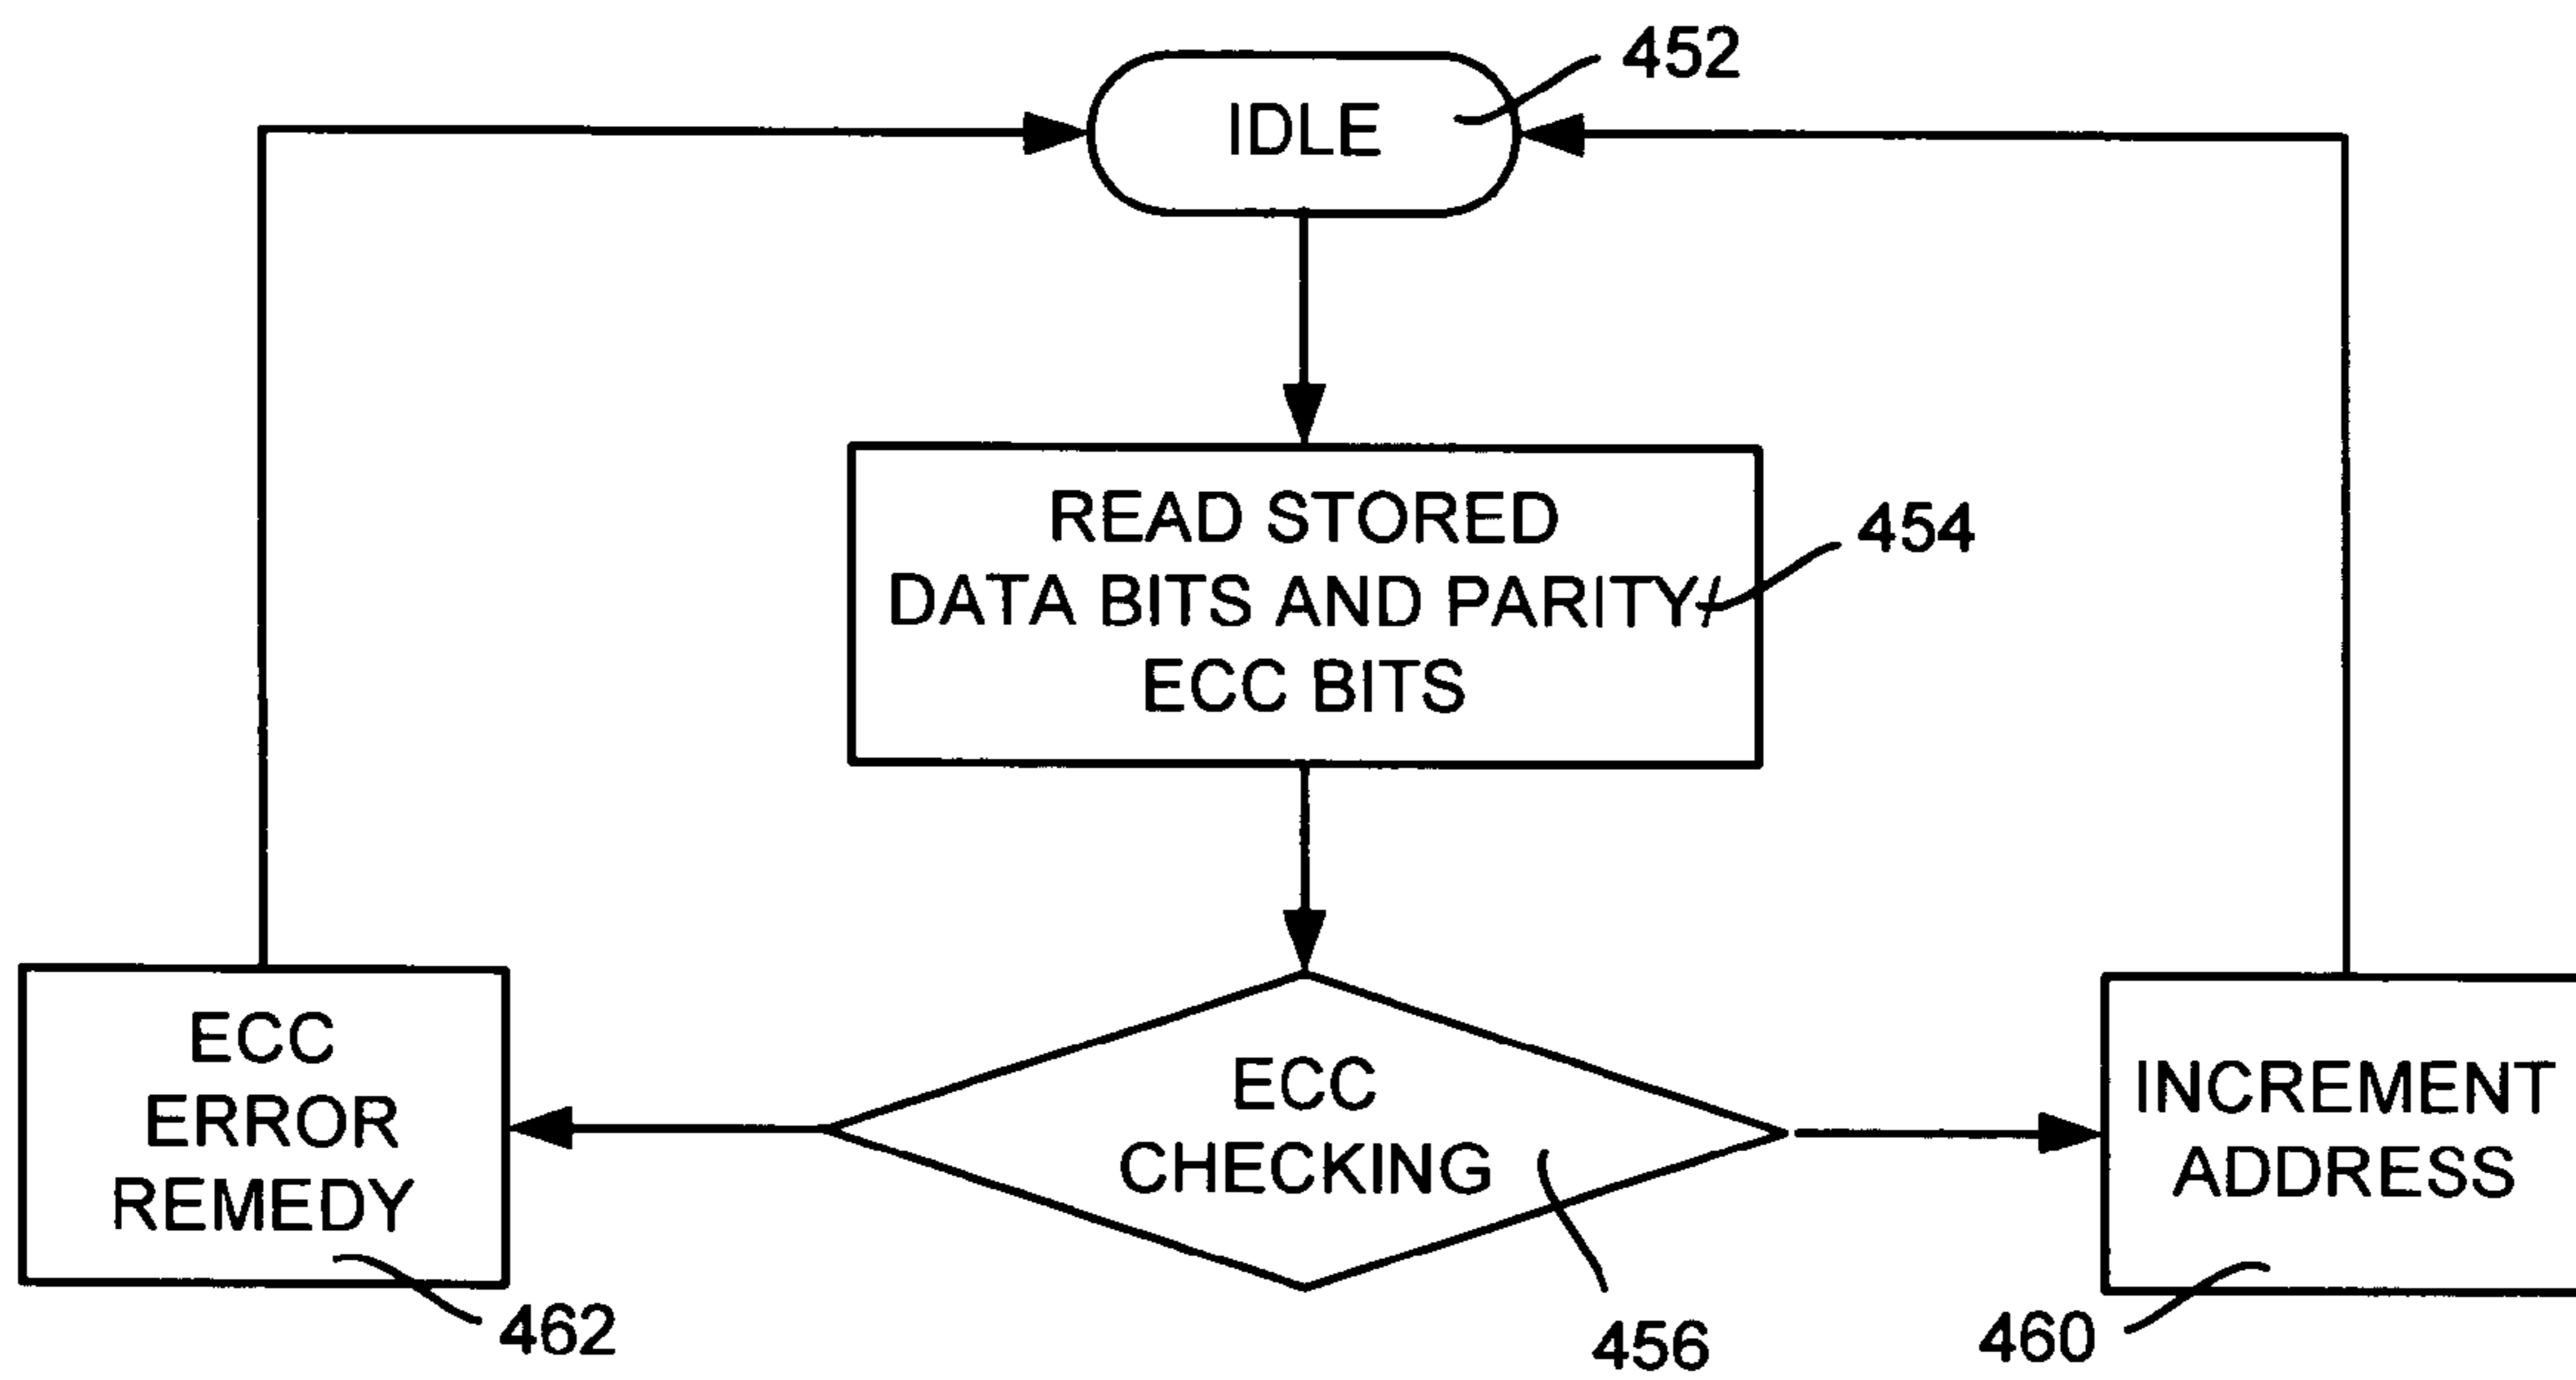 452
IDLE
READ STORED
DATA BITS AND PARITY/
ECC BITS
454
ECC
ERROR
REMEDY
462
ECC
CHECKING
456
INCREMENT
ADDRESS
460